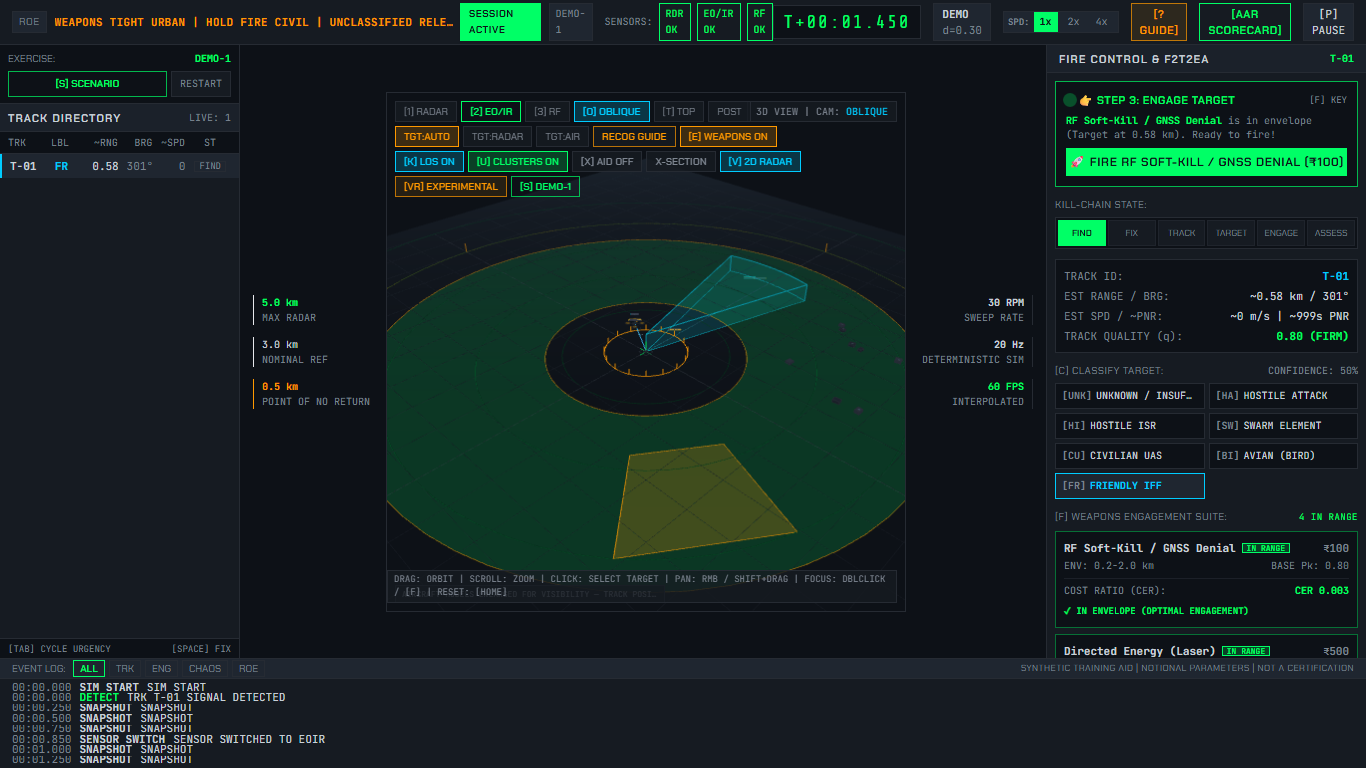 ROE
WEAPONS TIGHT URBAN | HOLD FIRE CIVIL | UNCLASSIFIED RELE…
SESSION ACTIVE
DEMO-1
SENSORS:
RDR OK
EO/IR OK
RF OK
T+00:01.450
DEMO
d=0.30
SPD: 1x 2x 4x
[? GUIDE]
[AAR SCORECARD]
[P] PAUSE
EXERCISE: DEMO-1
[S] SCENARIO RESTART
TRACK DIRECTORY LIVE: 1
TRK LBL ~RNG BRG ~SPD ST
T-01 FR 0.58 301° 0 FIND
[TAB] CYCLE URGENCY [SPACE] FIX
[1] RADAR [2] EO/IR [3] RF [O] OBLIQUE [T] TOP POST 3D VIEW | CAM: OBLIQUE
TGT:AUTO TGT:RADAR TGT:AIR RECOG GUIDE [E] WEAPONS ON
[K] LOS ON [U] CLUSTERS ON [X] AID OFF X-SECTION [V] 2D RADAR
[VR] EXPERIMENTAL [S] DEMO-1
5.0 km
MAX RADAR
3.0 km
NOMINAL REF
0.5 km
POINT OF NO RETURN
30 RPM
SWEEP RATE
20 Hz
DETERMINISTIC SIM
60 FPS
INTERPOLATED
DRAG: ORBIT | SCROLL: ZOOM | CLICK: SELECT TARGET | PAN: RMB / SHIFT+DRAG | FOCUS: DBLCLICK
/ [F] | RESET: [HOME]
FIRE CONTROL & F2T2EA T-01
👉 STEP 3: ENGAGE TARGET [F] KEY
RF Soft-Kill / GNSS Denial is in envelope
(Target at 0.58 km). Ready to fire!
🚀 FIRE RF SOFT-KILL / GNSS DENIAL (₹100)
KILL-CHAIN STATE:
FIND FIX TRACK TARGET ENGAGE ASSESS
TRACK ID: T-01
EST RANGE / BRG: ~0.58 km / 301°
EST SPD / ~PNR: ~0 m/s | ~999s PNR
TRACK QUALITY (q): 0.80 (FIRM)
[C] CLASSIFY TARGET: CONFIDENCE: 50%
[UNK] UNKNOWN / INSUF… [HA] HOSTILE ATTACK
[HI] HOSTILE ISR [SW] SWARM ELEMENT
[CU] CIVILIAN UAS [BI] AVIAN (BIRD)
[FR] FRIENDLY IFF
[F] WEAPONS ENGAGEMENT SUITE: 4 IN RANGE
RF Soft-Kill / GNSS Denial IN RANGE ₹100
ENV: 0.2-2.0 km BASE Pk: 0.80
COST RATIO (CER): CER 0.003
✔ IN ENVELOPE (OPTIMAL ENGAGEMENT)
Directed Energy (Laser) IN RANGE ₹500
EVENT LOG: ALL TRK ENG CHAOS ROE
SYNTHETIC TRAINING AID | NOTIONAL PARAMETERS | NOT A CERTIFICATION
00:00.000 SIM START SIM START
00:00.000 DETECT TRK T-01 SIGNAL DETECTED
00:00.250 SNAPSHOT SNAPSHOT
00:00.500 SNAPSHOT SNAPSHOT
00:00.750 SNAPSHOT SNAPSHOT
00:00.850 SENSOR SWITCH SENSOR SWITCHED TO EOIR
00:01.000 SNAPSHOT SNAPSHOT
00:01.250 SNAPSHOT SNAPSHOT